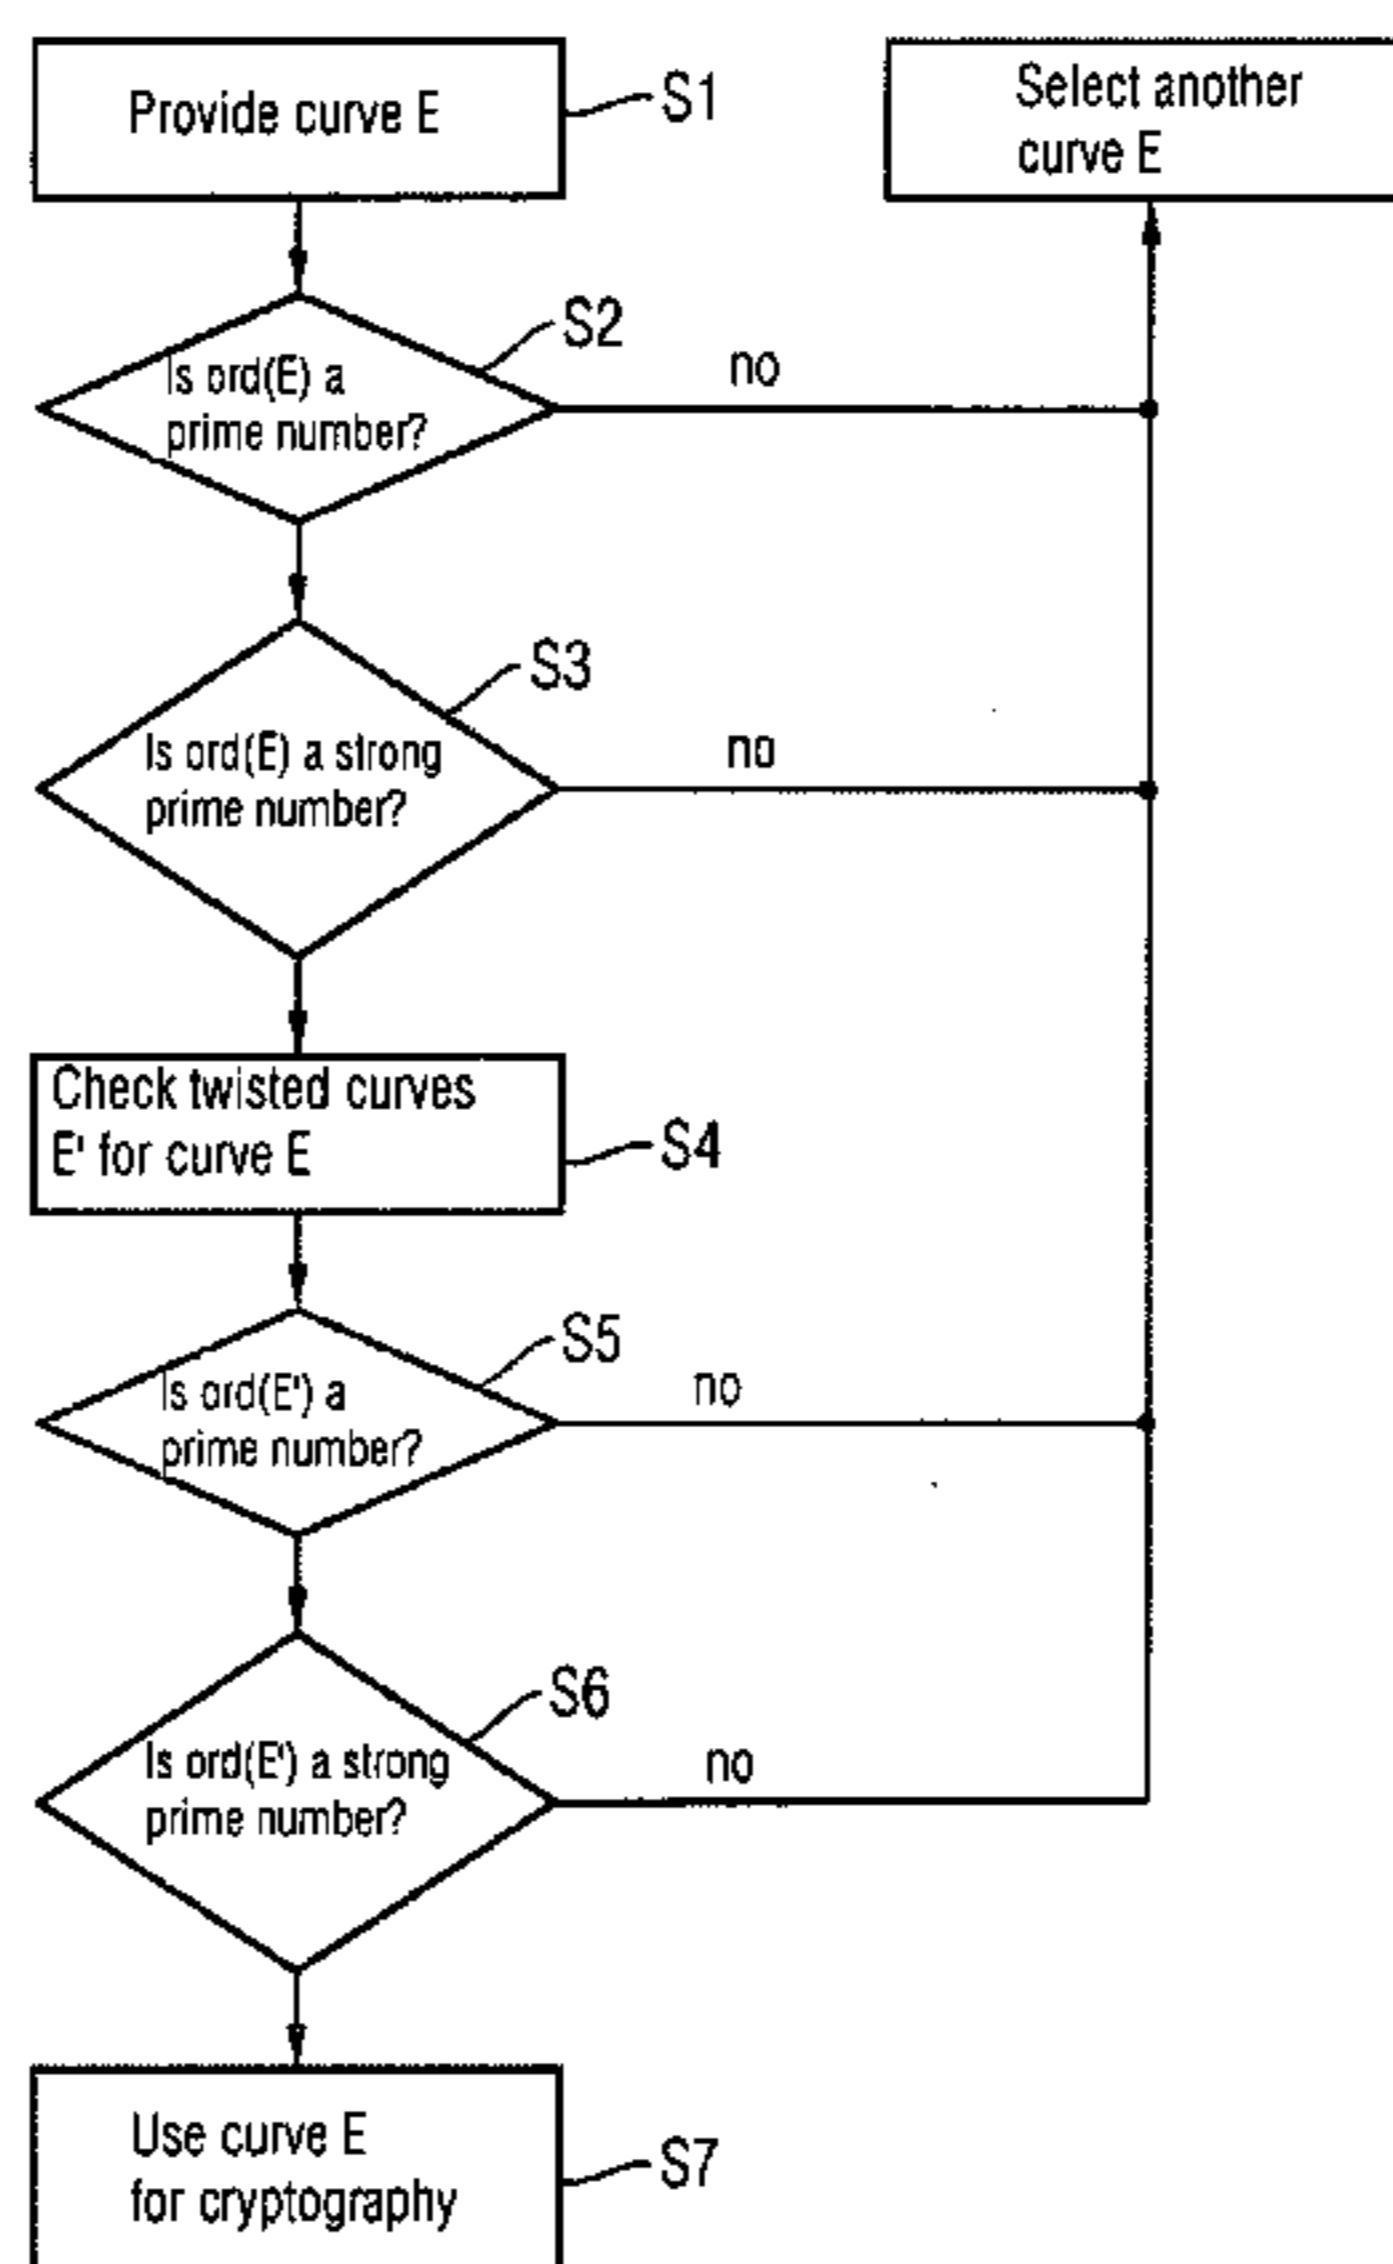 Provide curve E
S1
Select another
curve E
S2
Is ord(E) a
prime number?
no
S3
Is ord(E) a strong
prime number?
no
Check twisted curves
E' for curve E
S4
S5
Is ord(E') a
prime number?
no
S6
Is ord(E') a strong
prime number?
no
Use curve E
for cryptography
S7